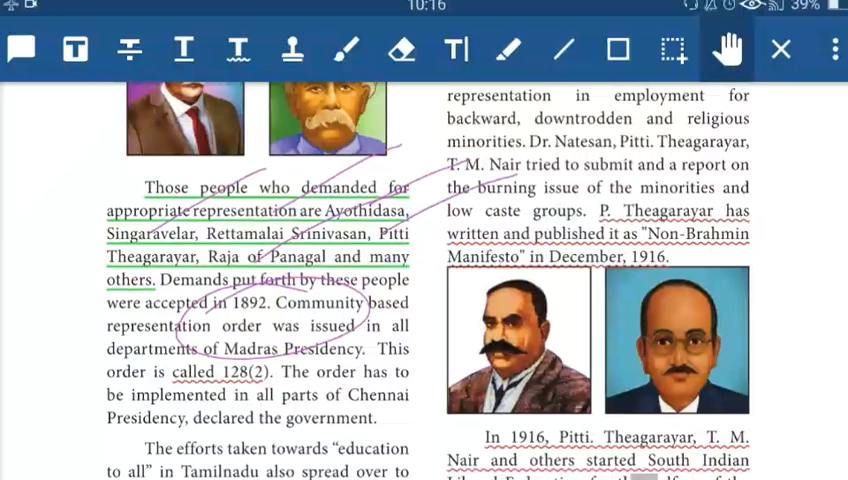 10:16
39%
T
T
T
T
T
Those people who demanded for
appropriate representation are Ayothidasa,
Singaravelar, Rettamalai Srinivasan, Pitti
Theagarayar, Raja of Panagal and many
others. Demands put forth by these people
were accepted in 1892. Community based
representation order was issued in all
departments of Madras Presidency. This
order is called 128(2). The order has to
be implemented in all parts of Chennai
Presidency, declared the government.
The efforts taken towards “education
to all” in Tamilnadu also spread over to
representation in employment for
backward, downtrodden and religious
minorities. Dr. Natesan, Pitti. Theagarayar,
T. M. Nair tried to submit and a report on
the burning issue of the minorities and
low caste groups. P. Theagarayar has
written and published it as "Non-Brahmin
Manifesto" in December, 1916.
In 1916, Pitti. Theagarayar, T. M.
Nair and others started South Indian